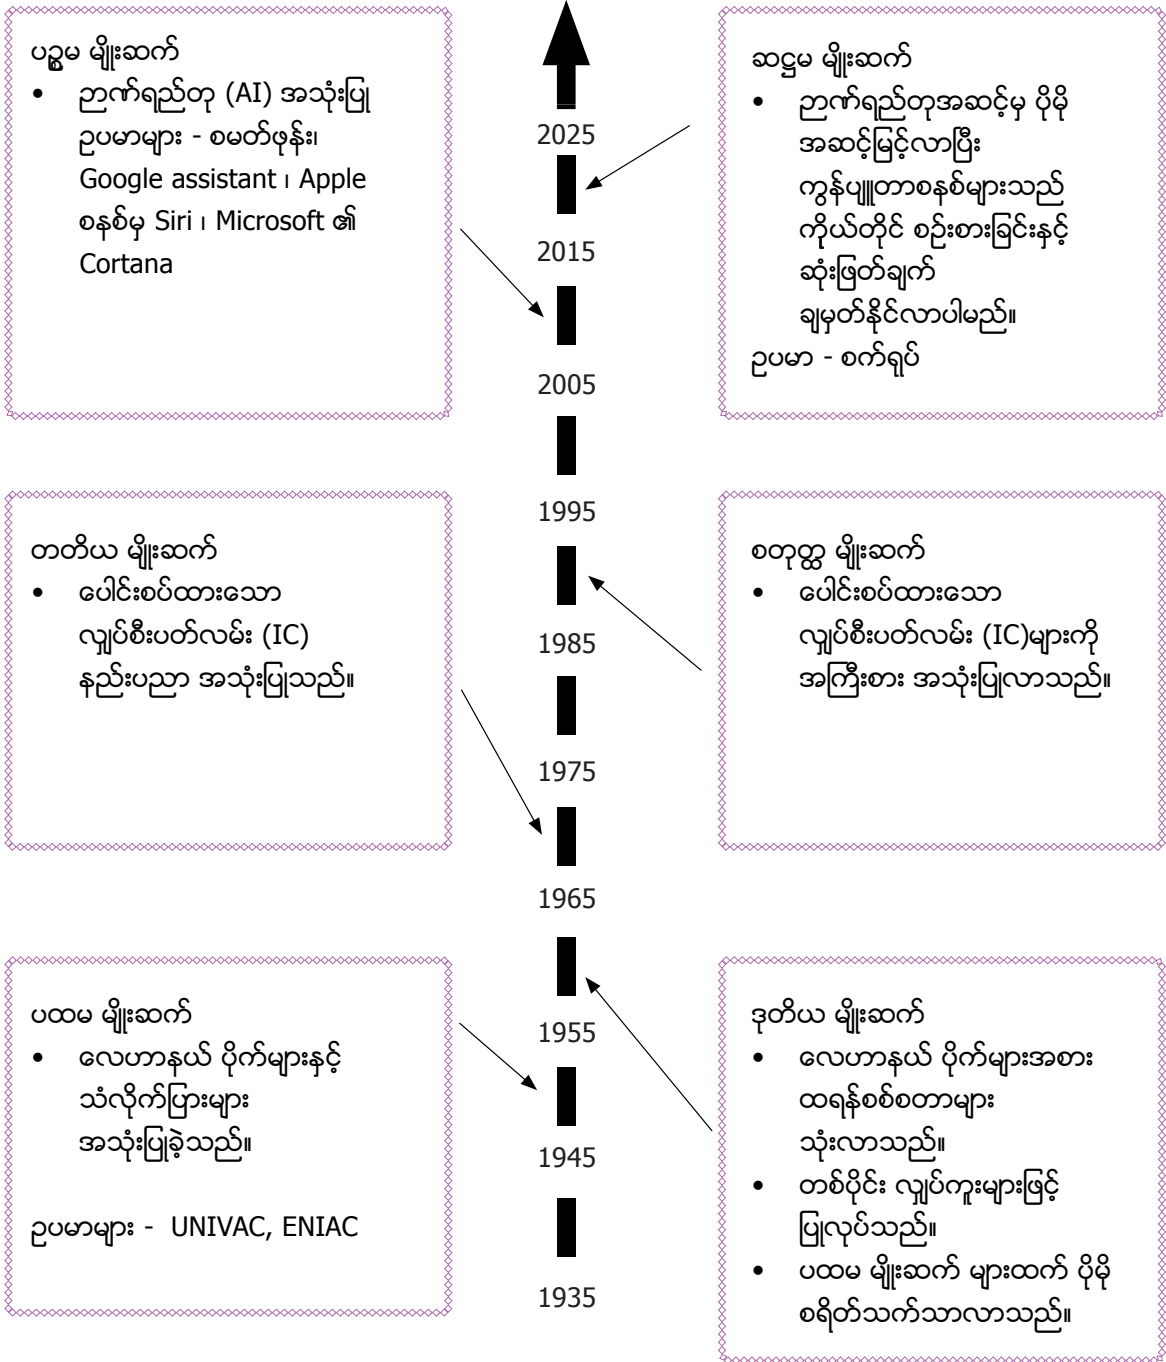 ပဉ္စမ မျိုးဆက်
• ဉာဏ်ရည်တု (AI) အသုံးပြု
ဥပမာများ - စမတ်ဖုန်း၊
Google assistant ၊ Apple
စနစ်မှ Siri ၊ Microsoft ၏
Cortana
ဆဋ္ဌမ မျိုးဆက်
• ဉာဏ်ရည်တုအဆင့်မှ ပိုမို
အဆင့်မြင့်လာပြီး
ကွန်ပျူတာစနစ်များသည်
ကိုယ်တိုင် စဉ်းစားခြင်းနှင့်
ဆုံးဖြတ်ချက်
ချမှတ်နိုင်လာပါမည်။
ဥပမာ - စက်ရုပ်
2025
2015
2005
1995
1985
1975
1965
1955
1945
1935
တတိယ မျိုးဆက်
• ပေါင်းစပ်ထားသော
လျှပ်စီးပတ်လမ်း (IC)
နည်းပညာ အသုံးပြုသည်။
စတုတ္ထ မျိုးဆက်
• ပေါင်းစပ်ထားသော
လျှပ်စီးပတ်လမ်း (IC)များကို
အကြီးစား အသုံးပြုလာသည်။
ပထမ မျိုးဆက်
• လေဟာနယ် ပိုက်များနှင့်
သံလိုက်ပြားများ
အသုံးပြုခဲ့သည်။
ဥပမာများ - UNIVAC, ENIAC
ဒုတိယ မျိုးဆက်
• လေဟာနယ် ပိုက်များအစား
ထရန်စစ်စတာများ
သုံးလာသည်။
• တစ်ပိုင်း လျှပ်ကူးများဖြင့်
ပြုလုပ်သည်။
• ပထမ မျိုးဆက် များထက် ပိုမို
စရိတ်သက်သာလာသည်။